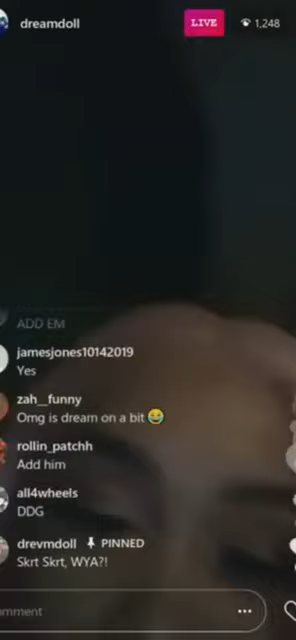 dreamdoll
LIVE
1,248
ADD EM
jamesjones10142019
Yes
zah__funny
Omg is dream on a bit 😂
rollin_patchh
Add him
all4wheels
DDG
drevmdoll PINNED
Skrt Skrt, WYA?!
omment